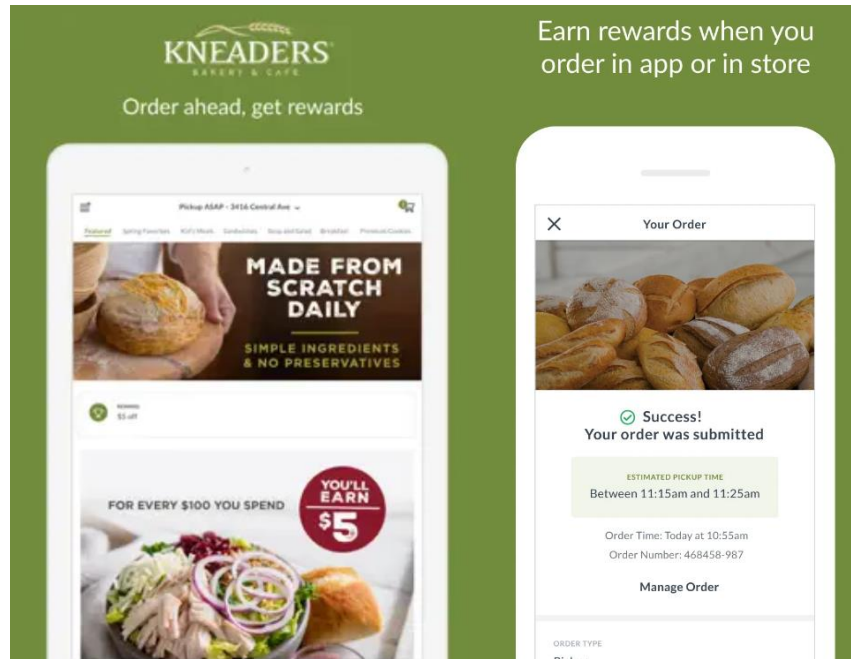 KNEADERS
BAKERY & CAFE
Order ahead, get rewards
Pickup ASAP - 3416 Central Ave
Featured Spring Favorites Kid's Meals Sandwiches Soup and Salad Breakfast Premium Cookies
MADE FROM
SCRATCH
DAILY
SIMPLE INGREDIENTS
& NO PRESERVATIVES
REWARDS
$5 off
FOR EVERY $100 YOU SPEND
YOU'LL
EARN
$5
Earn rewards when you
order in app or in store
Your Order
Success!
Your order was submitted
ESTIMATED PICKUP TIME
Between 11:15am and 11:25am
Order Time: Today at 10:55am
Order Number: 468458-987
Manage Order
ORDER TYPE